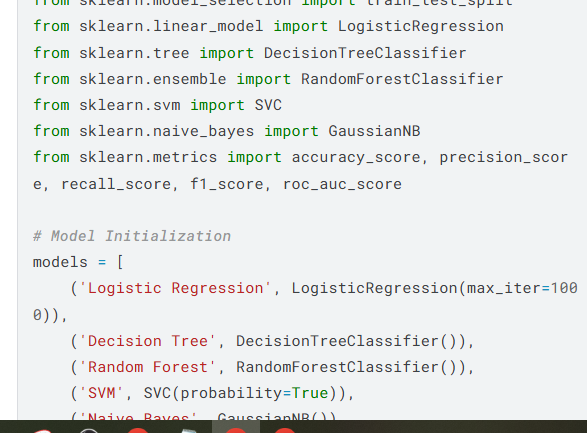 from sklearn.model_selection import train_test_split
from sklearn.linear_model import LogisticRegression
from sklearn.tree import DecisionTreeClassifier
from sklearn.ensemble import RandomForestClassifier
from sklearn.svm import SVC
from sklearn.naive_bayes import GaussianNB
from sklearn.metrics import accuracy_score, precision_scor
e, recall_score, f1_score, roc_auc_score
# Model Initialization
models = [
('Logistic Regression', LogisticRegression(max_iter=100
0)),
('Decision Tree', DecisionTreeClassifier()),
('Random Forest', RandomForestClassifier()),
('SVM', SVC(probability=True)),
('Naive Bayes', GaussianNB())